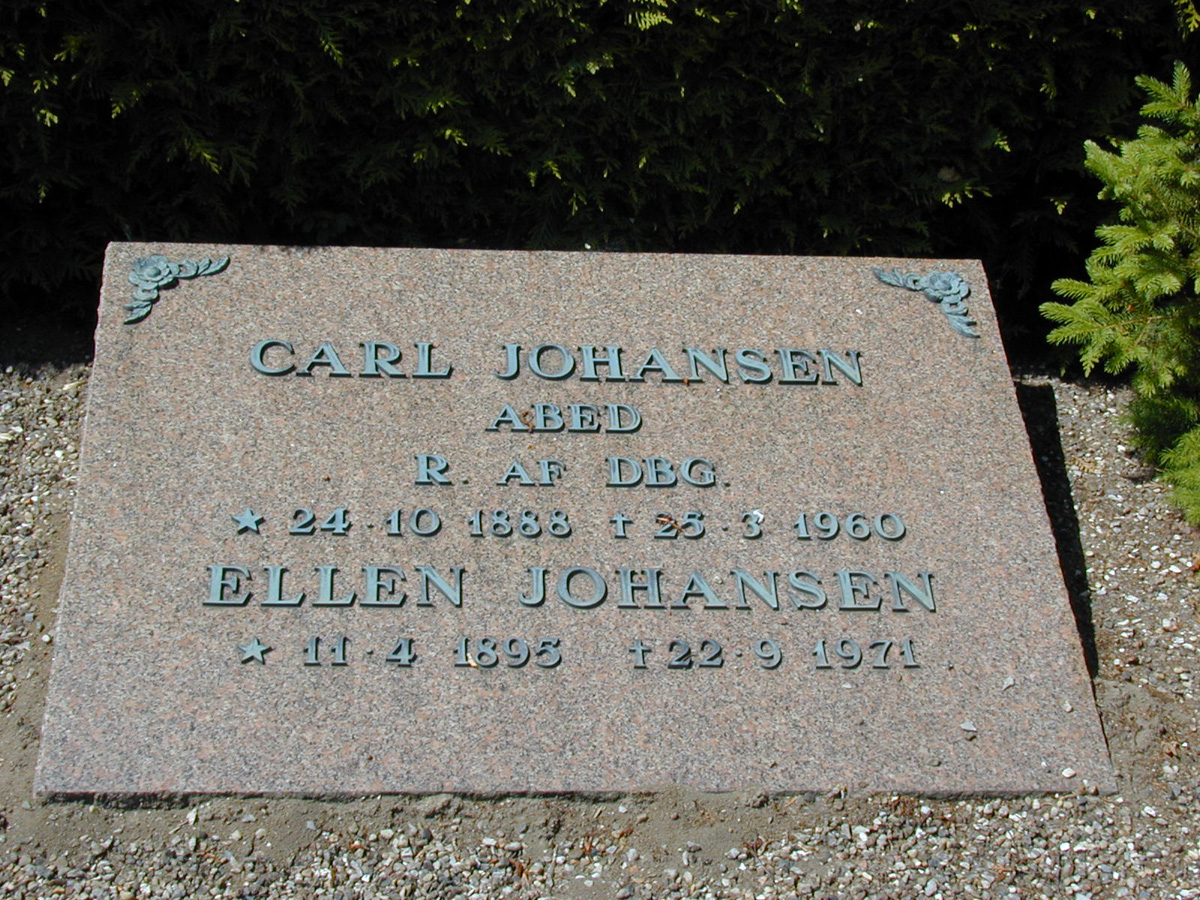 CARL JOHANSEN
ABED
R. AF DBG.
★ 24·10 1888 † 25·3 1960
ELLEN JOHANSEN
★ 11·4 1895 † 22·9 1971